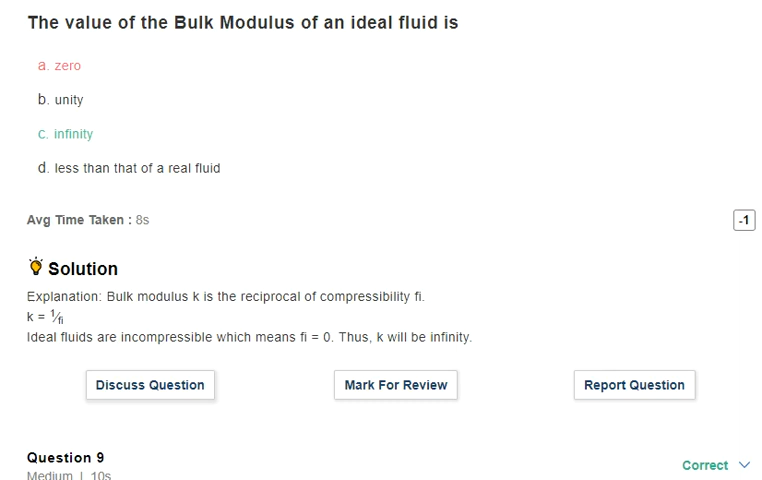 The value of the Bulk Modulus of an ideal fluid is
a. zero
b. unity
c. infinity
d. less than that of a real fluid
Avg Time Taken : 8s
-1
Solution
Explanation: Bulk modulus k is the reciprocal of compressibility fi.
k = 1⁄fi
Ideal fluids are incompressible which means fi = 0. Thus, k will be infinity.
Discuss Question
Mark For Review
Report Question
Question 9
Correct
Medium | 10s